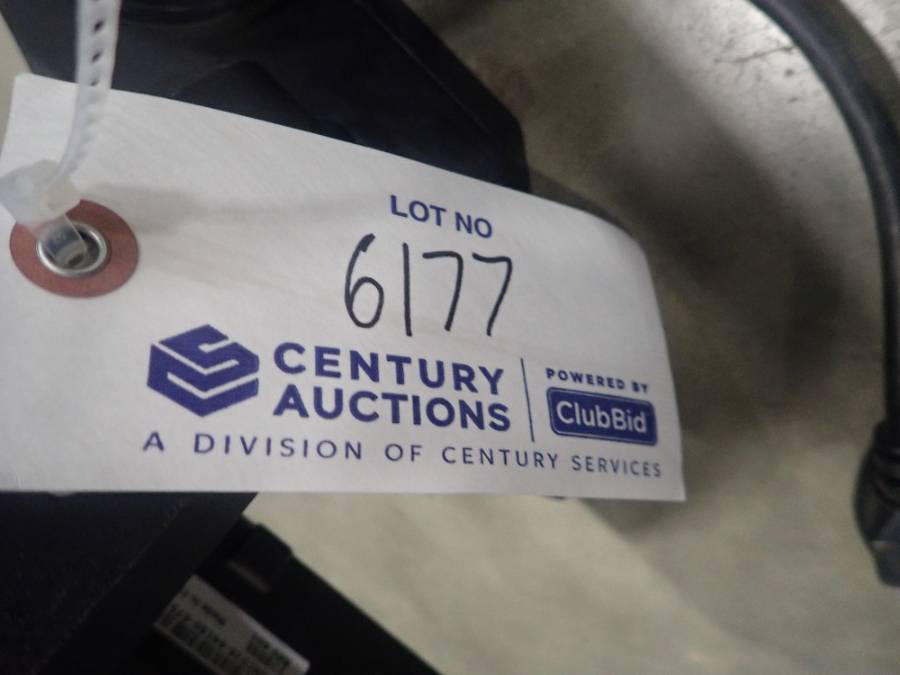 LOT NO
6177
CENTURY
AUCTIONS
POWERED BY
ClubBid
A DIVISION OF CENTURY SERVICES